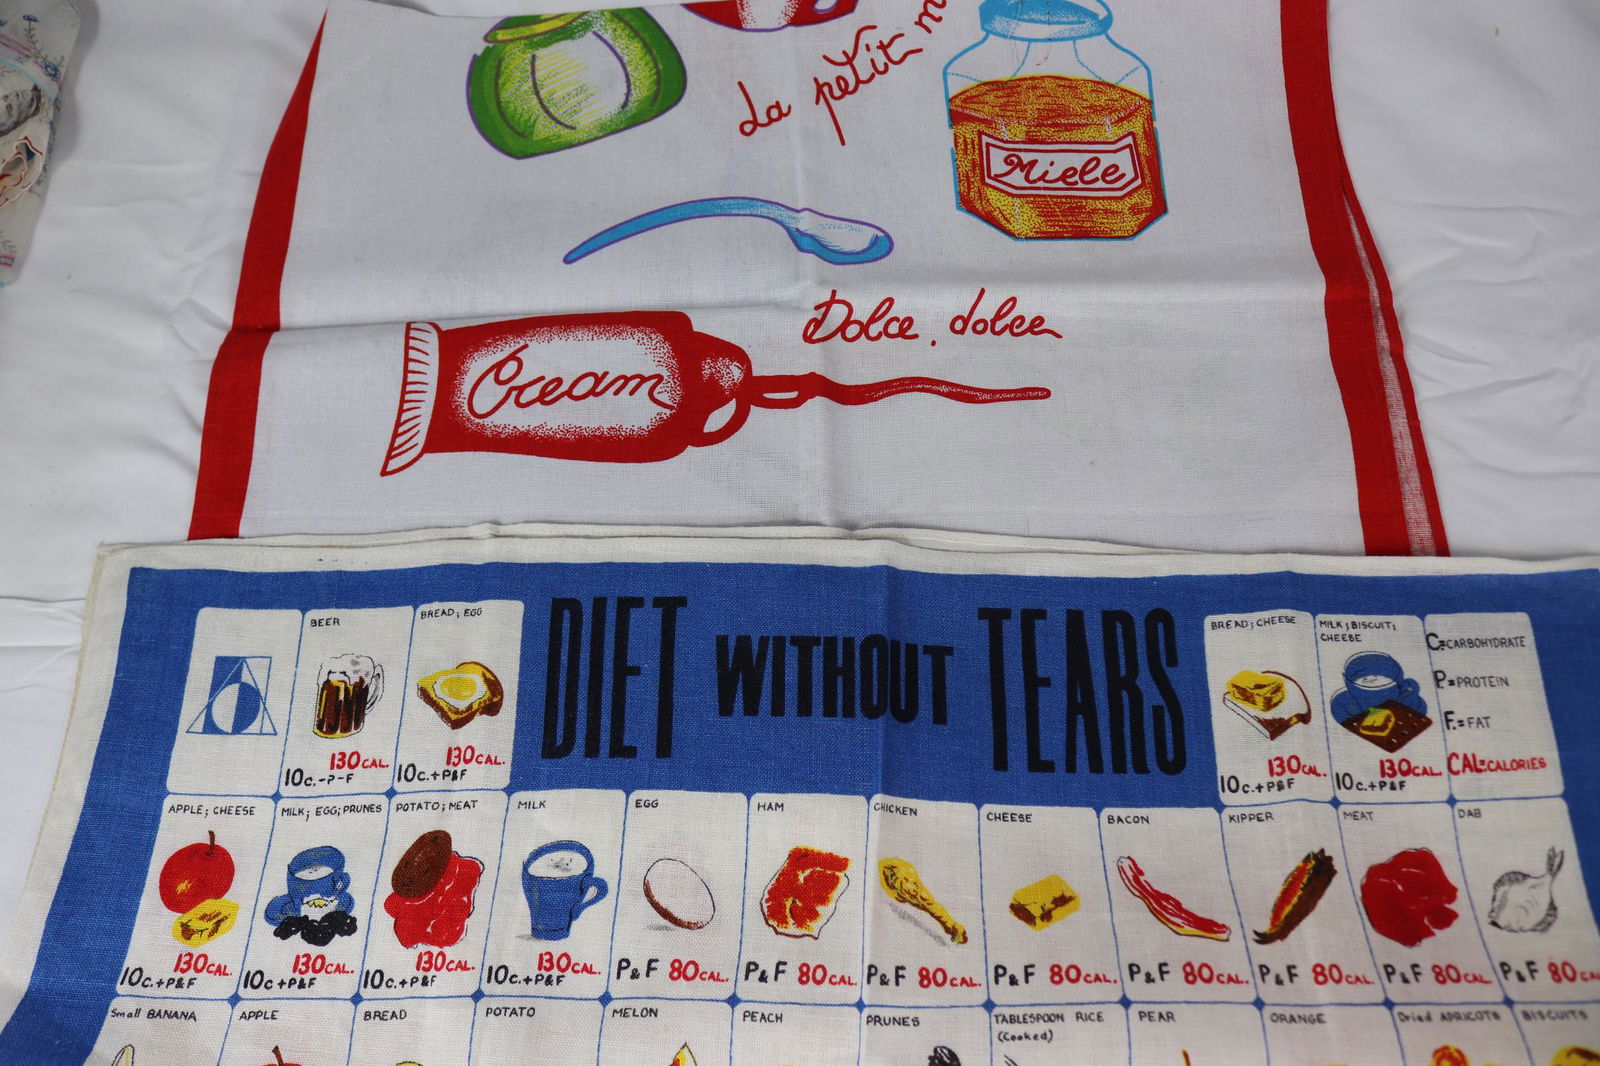 La petit
Miele
Dolce, dolce
Cream
DIET WITHOUT TEARS
BEER
130 CAL.
10C.-P-F
BREAD; EGG
130 CAL.
10C.+P&F
BREAD; CHEESE
130 CAL.
10C.+P&F
MILK; BISCUIT;
CHEESE
130 CAL.
10C.+P&F
C=CARBOHYDRATE
P.=PROTEIN
F.=FAT
CAL=CALORIES
APPLE; CHEESE
130 CAL.
10C.+P&F
MILK; EGG; PRUNES
130 CAL.
10C+P&F
POTATO; MEAT
130 CAL.
10C.+P&F
MILK
130 CAL.
10C.+P&F
EGG
P&F 80 CAL.
HAM
P&F 80 CAL.
CHICKEN
P&F 80 CAL.
CHEESE
P&F 80 CAL.
BACON
P&F 80 CAL.
KIPPER
P&F 80 CAL.
MEAT
P&F 80 CAL.
DAB
P&F 80 CA
Small BANANA
APPLE
BREAD
POTATO
MELON
PEACH
PRUNES
TABLESPOON RICE
(Cooked)
PEAR
ORANGE
Dried APRICOTS
BISCUITS